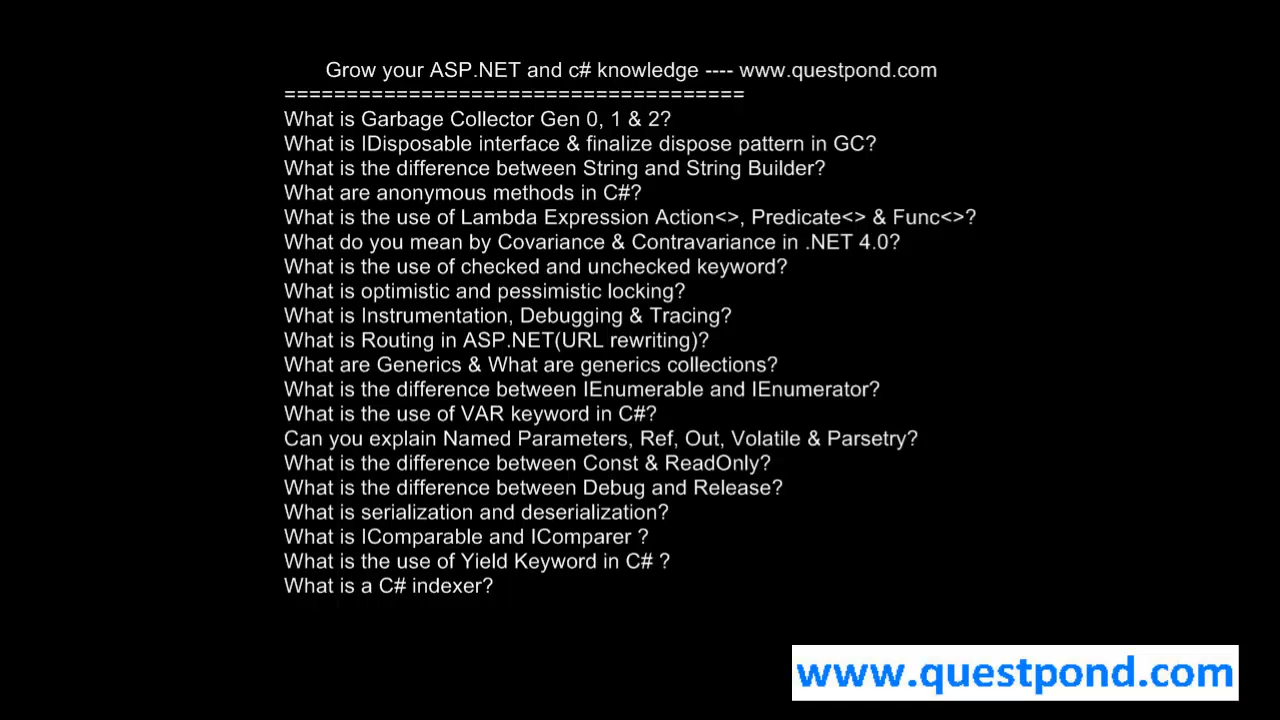 Grow your ASP.NET and c# knowledge ---- www.questpond.com
=====================================
What is Garbage Collector Gen 0, 1 & 2?
What is IDisposable interface & finalize dispose pattern in GC?
What is the difference between String and String Builder?
What are anonymous methods in C#?
What is the use of Lambda Expression Action<>, Predicate<> & Func<>?
What do you mean by Covariance & Contravariance in .NET 4.0?
What is the use of checked and unchecked keyword?
What is optimistic and pessimistic locking?
What is Instrumentation, Debugging & Tracing?
What is Routing in ASP.NET(URL rewriting)?
What are Generics & What are generics collections?
What is the difference between IEnumerable and IEnumerator?
What is the use of VAR keyword in C#?
Can you explain Named Parameters, Ref, Out, Volatile & Parsetry?
What is the difference between Const & ReadOnly?
What is the difference between Debug and Release?
What is serialization and deserialization?
What is IComparable and IComparer ?
What is the use of Yield Keyword in C# ?
What is a C# indexer?
www.questpond.com